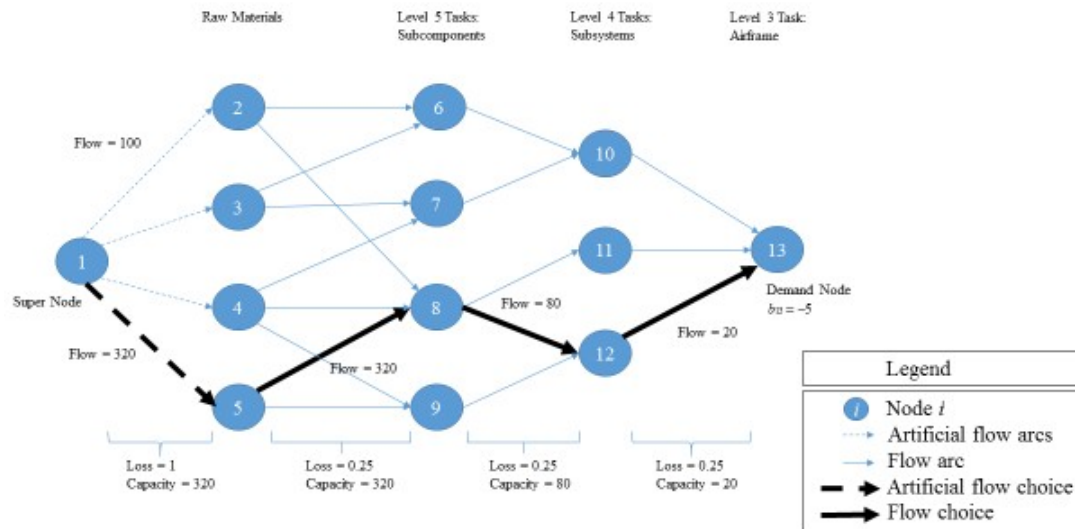 Raw Materials
Level 5 Tasks:
Subcomponents
Level 4 Tasks:
Subsystems
Level 3 Task:
Airframe
2
6
Flow = 100
10
3
7
1
11
13
Super Node
4
8
Flow = 80
Demand Node
b₁₃ = −5
Flow = 20
12
Flow = 320
Flow = 320
5
9
Loss = 1
Capacity = 320
Loss = 0.25
Capacity = 320
Loss = 0.25
Capacity = 80
Loss = 0.25
Capacity = 20
Legend
i
Node i
Artificial flow arcs
Flow arc
Artificial flow choice
Flow choice